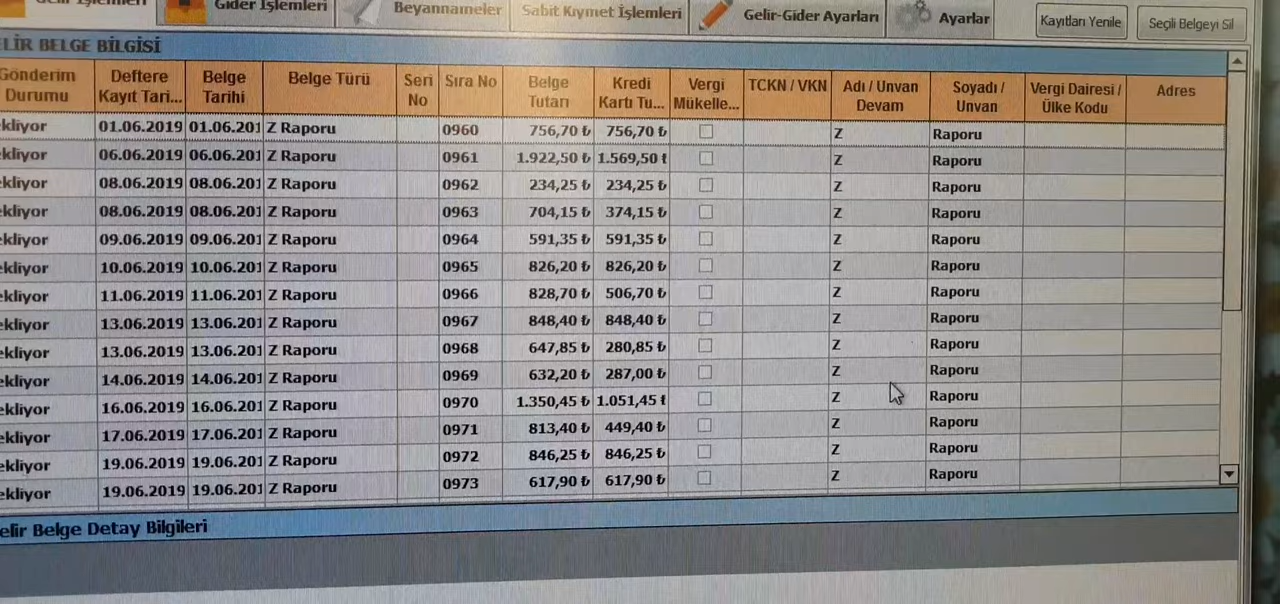 Gelir İşlemleri Gider İşlemleri Beyannameler Sabit Kıymet İşlemleri Gelir-Gider Ayarları Ayarlar Kayıtları Yenile Seçili Belgeyi Sil
ELİR BELGE BİLGİSİ
Gönderim Durumu Deftere Kayıt Tari... Belge Tarihi Belge Türü Seri No Sıra No Belge Tutarı Kredi Kartı Tu... Vergi Mükelle... TCKN / VKN Adı / Unvan Devam Soyadı / Unvan Vergi Dairesi / Ülke Kodu Adres
ekliyor 01.06.2019 01.06.201 Z Raporu 0960 756,70 ₺ 756,70 ₺ Z Raporu
ekliyor 06.06.2019 06.06.201 Z Raporu 0961 1.922,50 ₺ 1.569,50 ₺ Z Raporu
ekliyor 08.06.2019 08.06.201 Z Raporu 0962 234,25 ₺ 234,25 ₺ Z Raporu
ekliyor 08.06.2019 08.06.201 Z Raporu 0963 704,15 ₺ 374,15 ₺ Z Raporu
ekliyor 09.06.2019 09.06.201 Z Raporu 0964 591,35 ₺ 591,35 ₺ Z Raporu
ekliyor 10.06.2019 10.06.201 Z Raporu 0965 826,20 ₺ 826,20 ₺ Z Raporu
ekliyor 11.06.2019 11.06.201 Z Raporu 0966 828,70 ₺ 506,70 ₺ Z Raporu
ekliyor 13.06.2019 13.06.201 Z Raporu 0967 848,40 ₺ 848,40 ₺ Z Raporu
ekliyor 13.06.2019 13.06.201 Z Raporu 0968 647,85 ₺ 280,85 ₺ Z Raporu
ekliyor 14.06.2019 14.06.201 Z Raporu 0969 632,20 ₺ 287,00 ₺ Z Raporu
ekliyor 16.06.2019 16.06.201 Z Raporu 0970 1.350,45 ₺ 1.051,45 ₺ Z Raporu
ekliyor 17.06.2019 17.06.201 Z Raporu 0971 813,40 ₺ 449,40 ₺ Z Raporu
ekliyor 19.06.2019 19.06.201 Z Raporu 0972 846,25 ₺ 846,25 ₺ Z Raporu
ekliyor 19.06.2019 19.06.201 Z Raporu 0973 617,90 ₺ 617,90 ₺ Z Raporu
elir Belge Detay Bilgileri